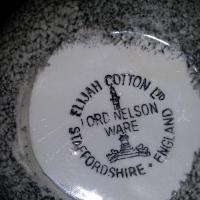 ELIJAH COTTON LTD
LORD NELSON
WARE
STAFFORDSHIRE • ENGLAND